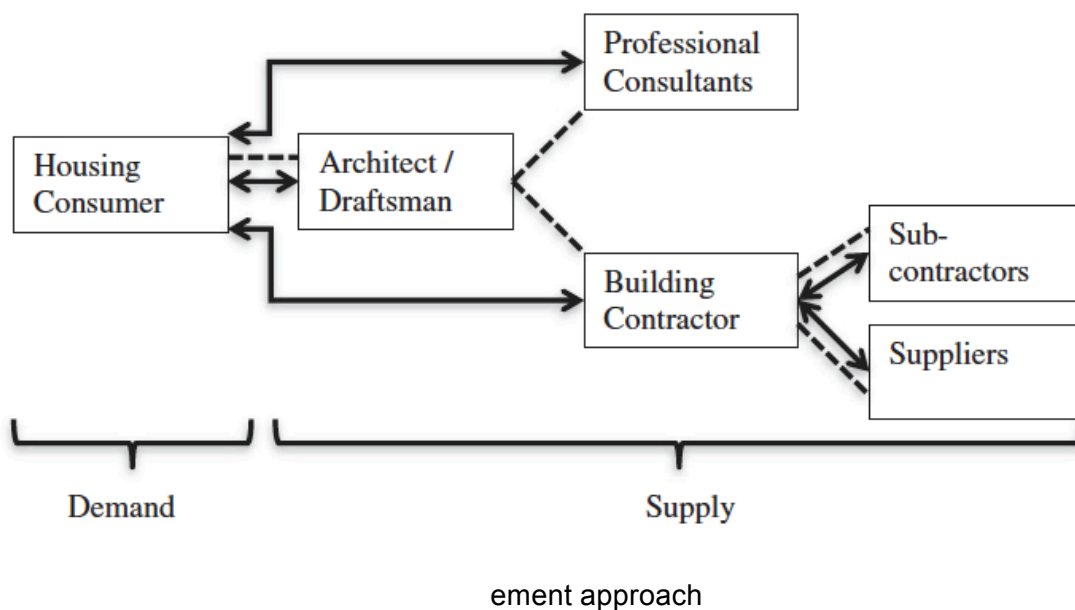 Professional
Consultants
Housing
Consumer
Architect /
Draftsman
Building
Contractor
Sub-
contractors
Suppliers
Demand
Supply
ement approach